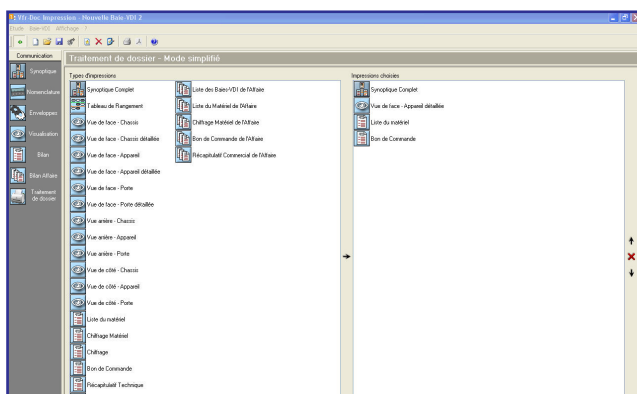 Vfr-Doc Impression - Nouvelle Baie-VDI 2
Etude Baie-VDI Affichage ?
Communication
Traitement de dossier - Mode simplifié
Synoptique
Nomenclature
Enveloppes
Visualisation
Bilan
Bilan Affaire
Traitement
de dossier
Types d'impressions
Synoptique Complet
Tableau de Rangement
Vue de face - Chassis
Vue de face - Chassis détaillée
Vue de face - Appareil
Vue de face - Appareil détaillée
Vue de face - Porte
Vue de face - Porte détaillée
Vue arrière - Chassis
Vue arrière - Appareil
Vue arrière - Porte
Vue de côté - Chassis
Vue de côté - Appareil
Vue de côté - Porte
Liste du matériel
Chiffrage Matériel
Chiffrage
Bon de Commande
Récapitulatif Technique
Liste des Baies-VDI de l'Affaire
Liste du Matériel de l'Affaire
Chiffrage Matériel de l'Affaire
Bon de Commande de l'Affaire
Récapitulatif Commercial de l'Affaire
Impressions choisies
Synoptique Complet
Vue de face - Appareil détaillée
Liste du matériel
Bon de Commande